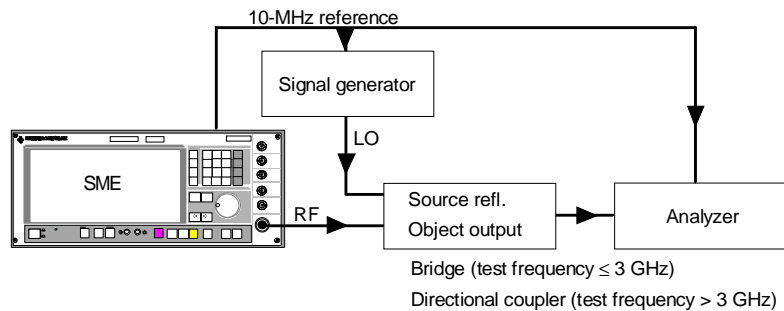 10-MHz reference
Signal generator
LO
SME
RF
Source refl.
Object output
Analyzer
Bridge (test frequency ≤ 3 GHz)
Directional coupler (test frequency > 3 GHz)